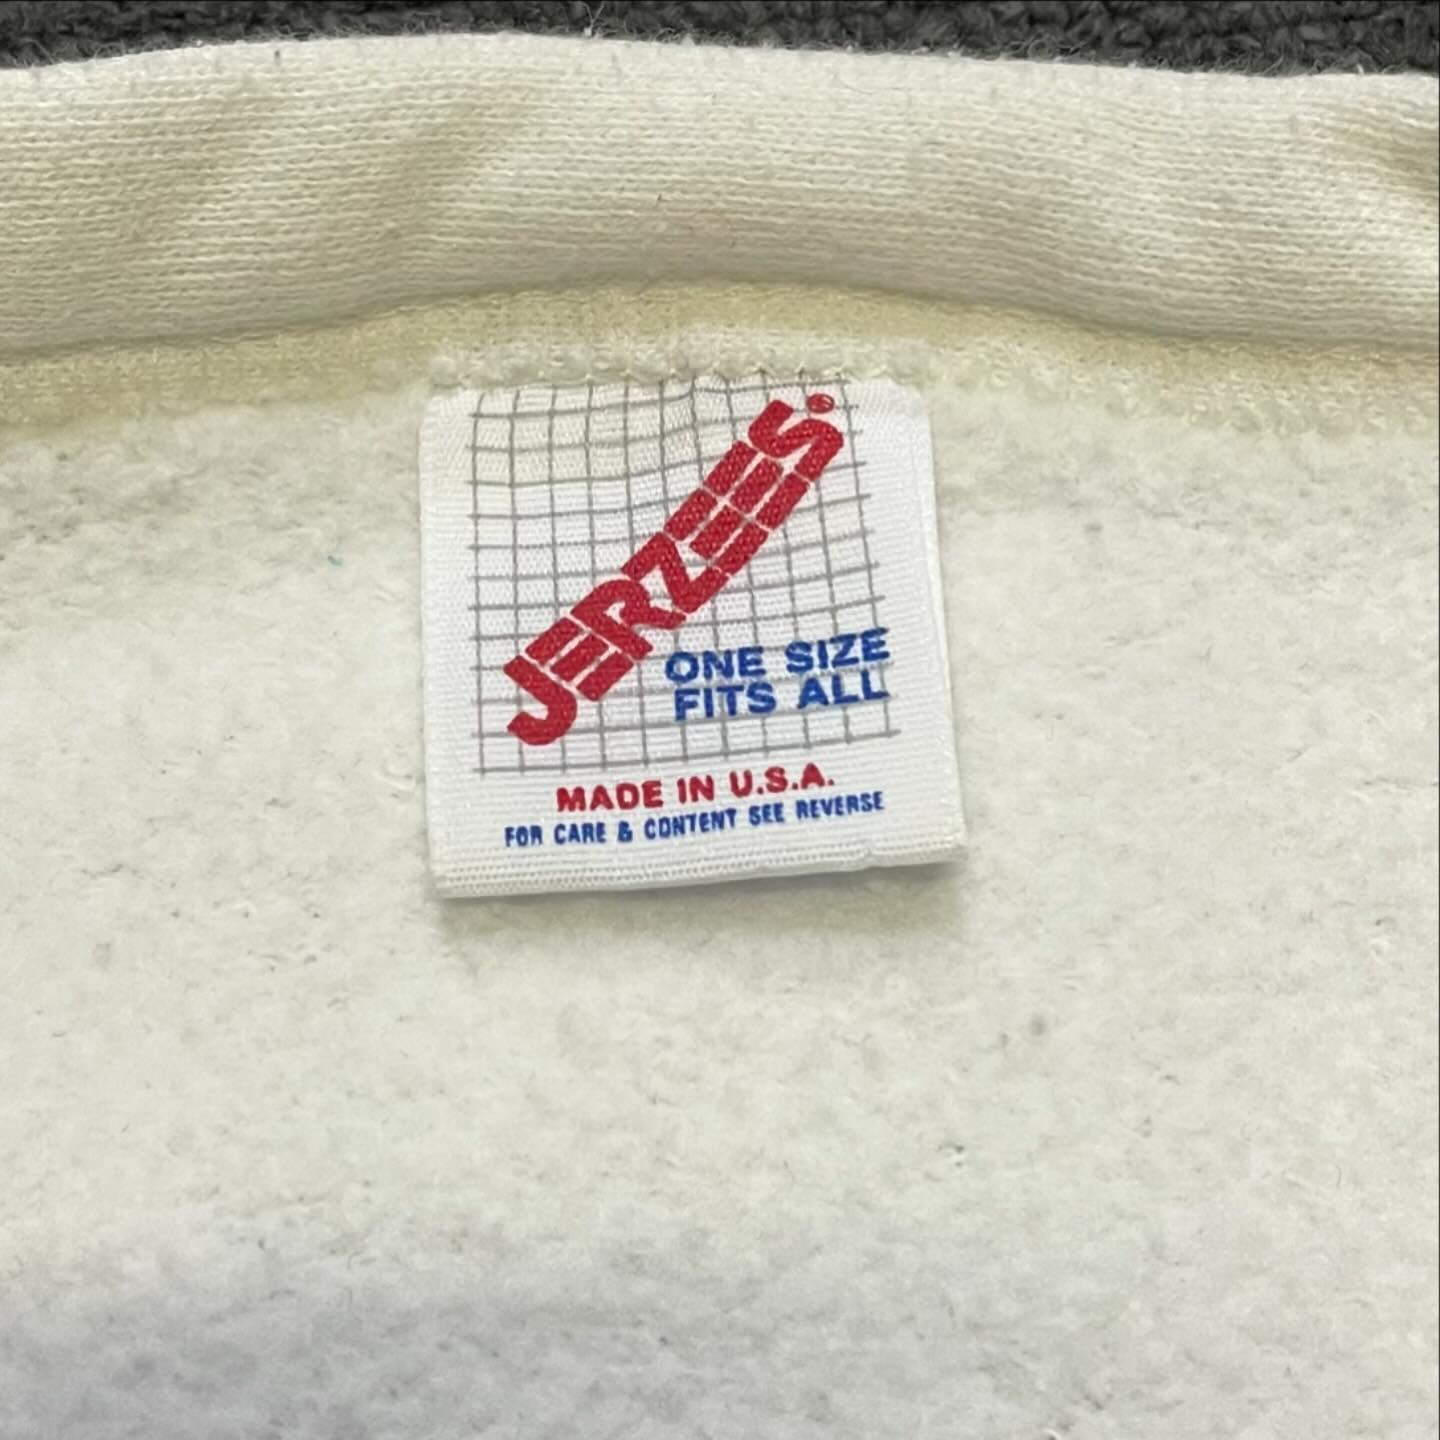 JERZEES®
ONE SIZE
FITS ALL
MADE IN U.S.A.
FOR CARE & CONTENT SEE REVERSE